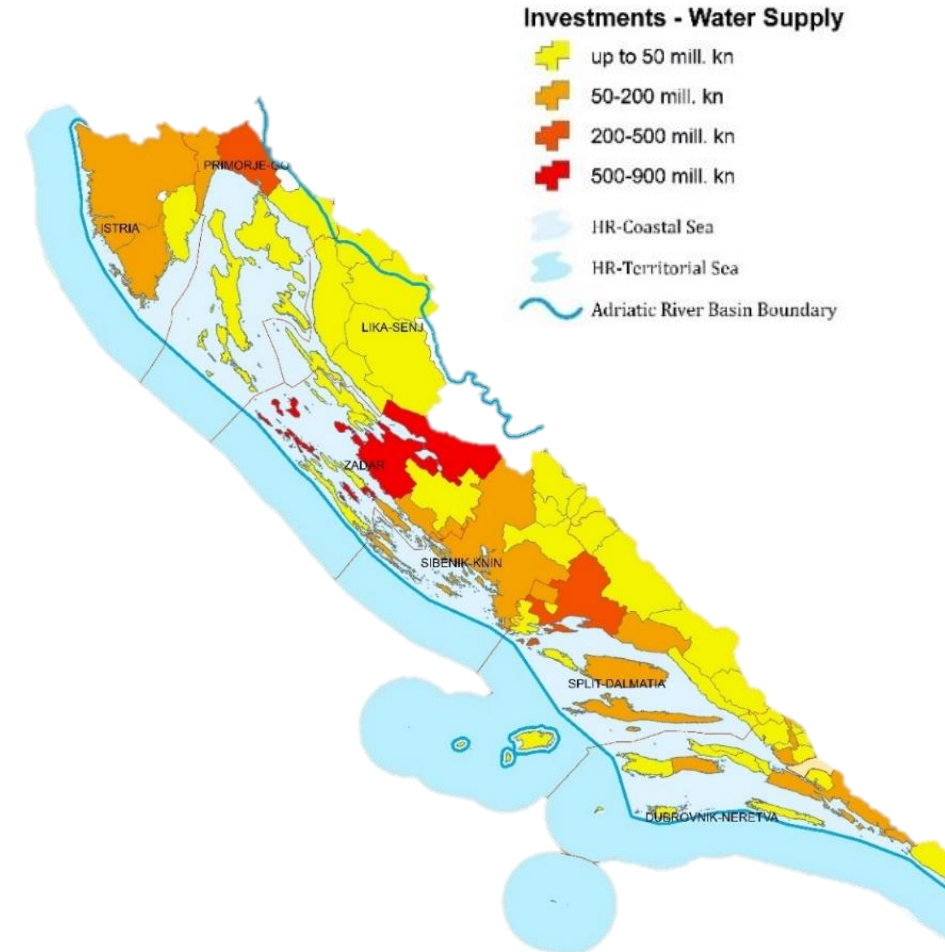 Investments - Water Supply
up to 50 mill. kn
50-200 mill. kn
200-500 mill. kn
500-900 mill. kn
HR-Coastal Sea
HR-Territorial Sea
Adriatic River Basin Boundary
PRIMORJE-GO
ISTRIA
LIKA-SENJ
ZADAR
SIBENIK-KNIN
SPLIT-DALMATIA
DUBROVNIK-NERETVA